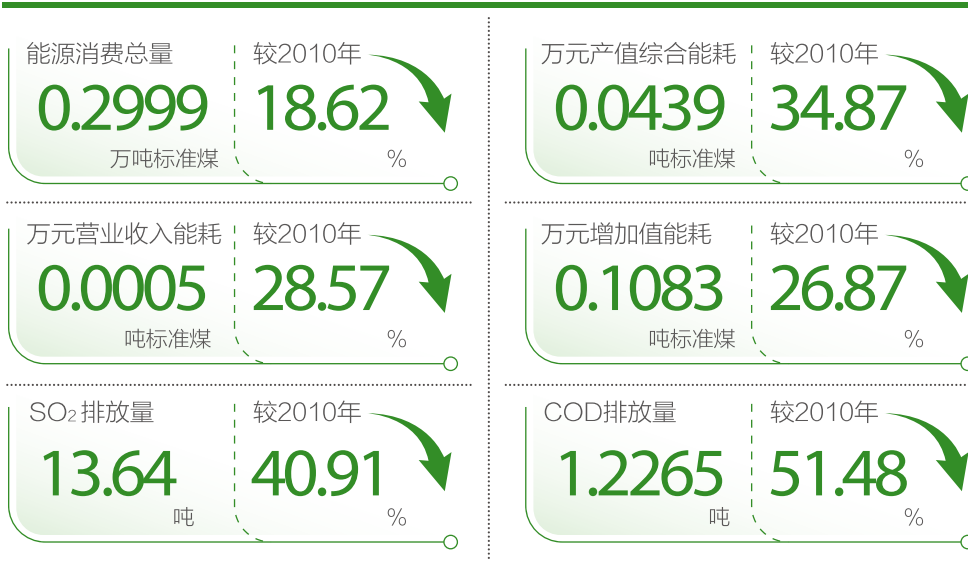 能源消费总量
较2010年
0.2999
18.62
万吨标准煤
%
万元产值综合能耗
较2010年
0.0439
34.87
吨标准煤
%
万元营业收入能耗
较2010年
0.0005
28.57
吨标准煤
%
万元增加值能耗
较2010年
0.1083
26.87
吨标准煤
%
SO₂ 排放量
较2010年
13.64
40.91
吨
%
COD排放量
较2010年
1.2265
51.48
吨
%